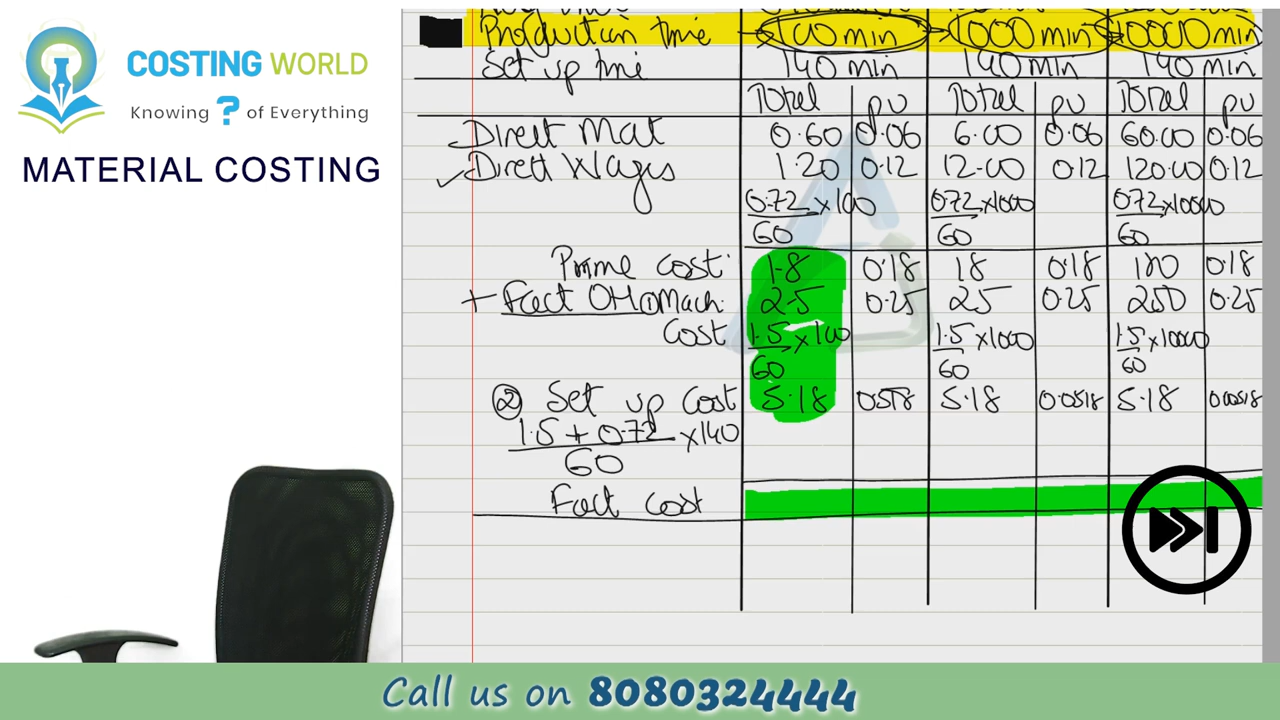 COSTING WORLD
Knowing ? of Everything
MATERIAL COSTING
Production time 100 min 1000 min 10000 min
Set up time 140 min 140 min 140 min
Total pu Total pu Total pu
Direct Mat 0.60 0.06 6.00 0.06 60.00 0.06
Direct Wages 1.20 0.12 12.00 0.12 120.00 0.12
0.72 x100 0.72 x1000 0.72 x10000
60 60 60
Prime cost: 1.8 0.18 18 0.18 180 0.18
+ Fact OH ① Mach. 2.5 0.25 25 0.25 250 0.25
Cost 1.5 x100 1.5 x1000 1.5 x10000
60 60 60
② Set up cost 5.18 0.518 5.18 0.0518 5.18 0.00518
1.5 + 0.72 x140
60
Fact cost
Call us on 8080324444